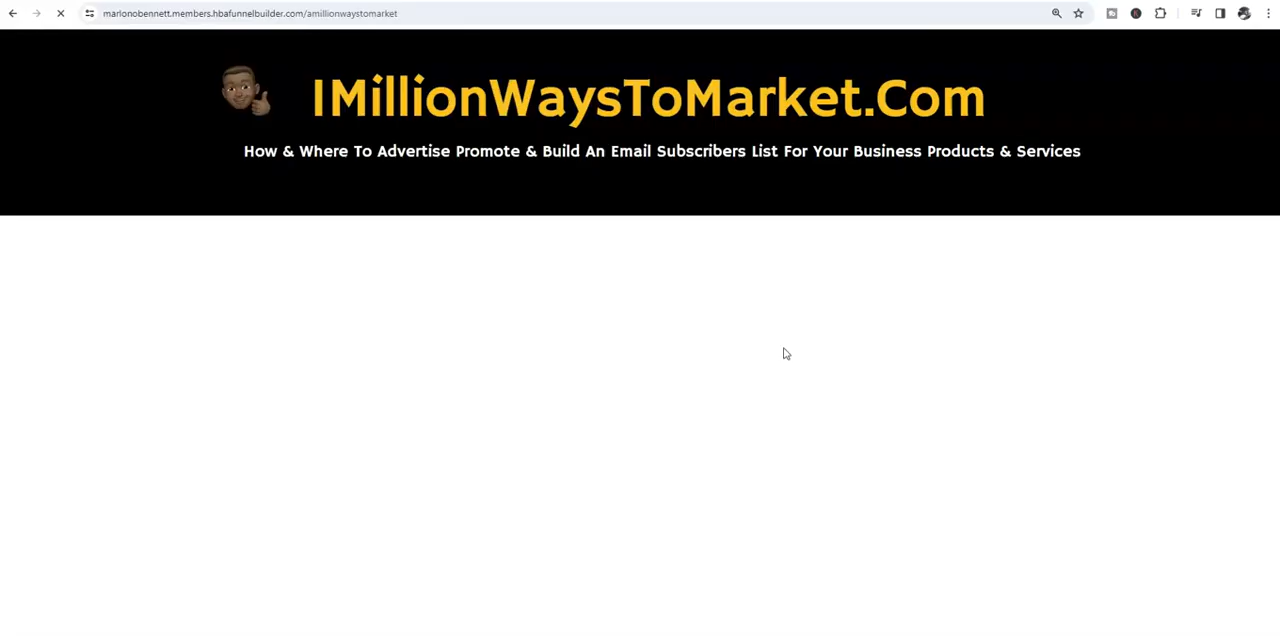 marlonobennett.members.hbafunnelbuilder.com/amillionwaystomarket
1MillionWaysToMarket.Com
How & Where To Advertise Promote & Build An Email Subscribers List For Your Business Products & Services